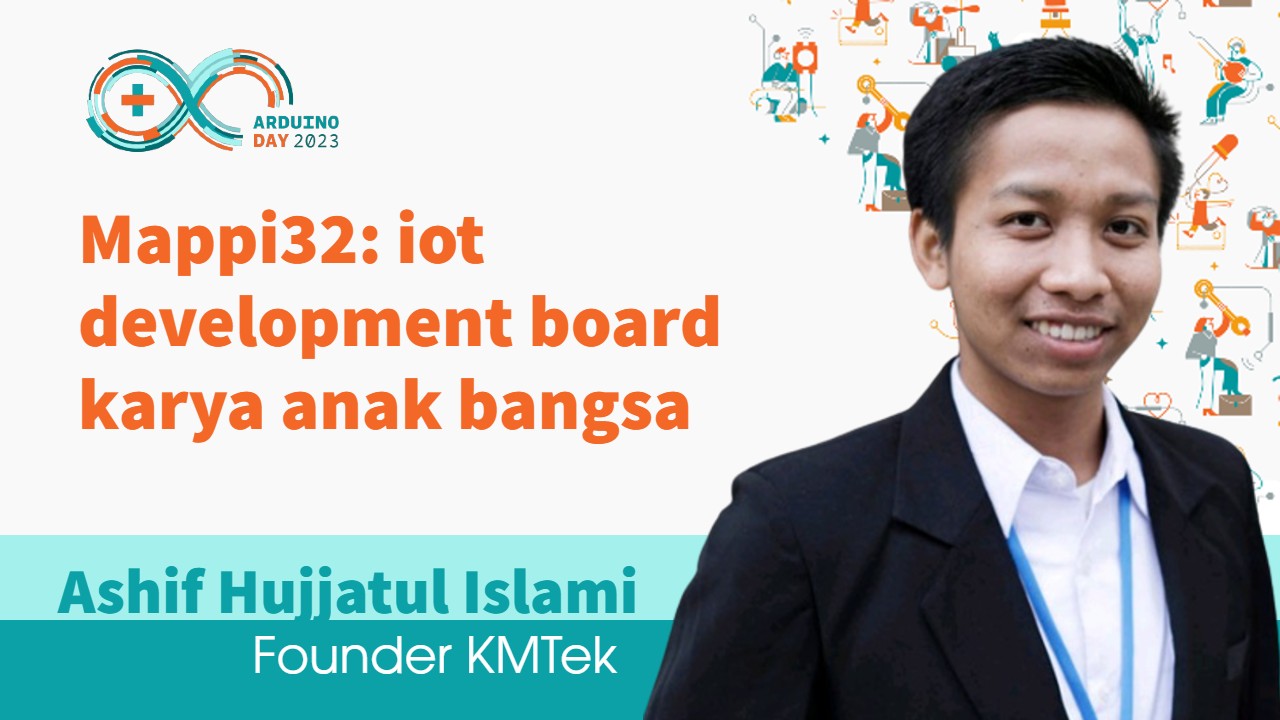 ARDUINO
DAY 2023
Mappi32: iot
development board
karya anak bangsa
Ashif Hujjatul Islami
Founder KMTek